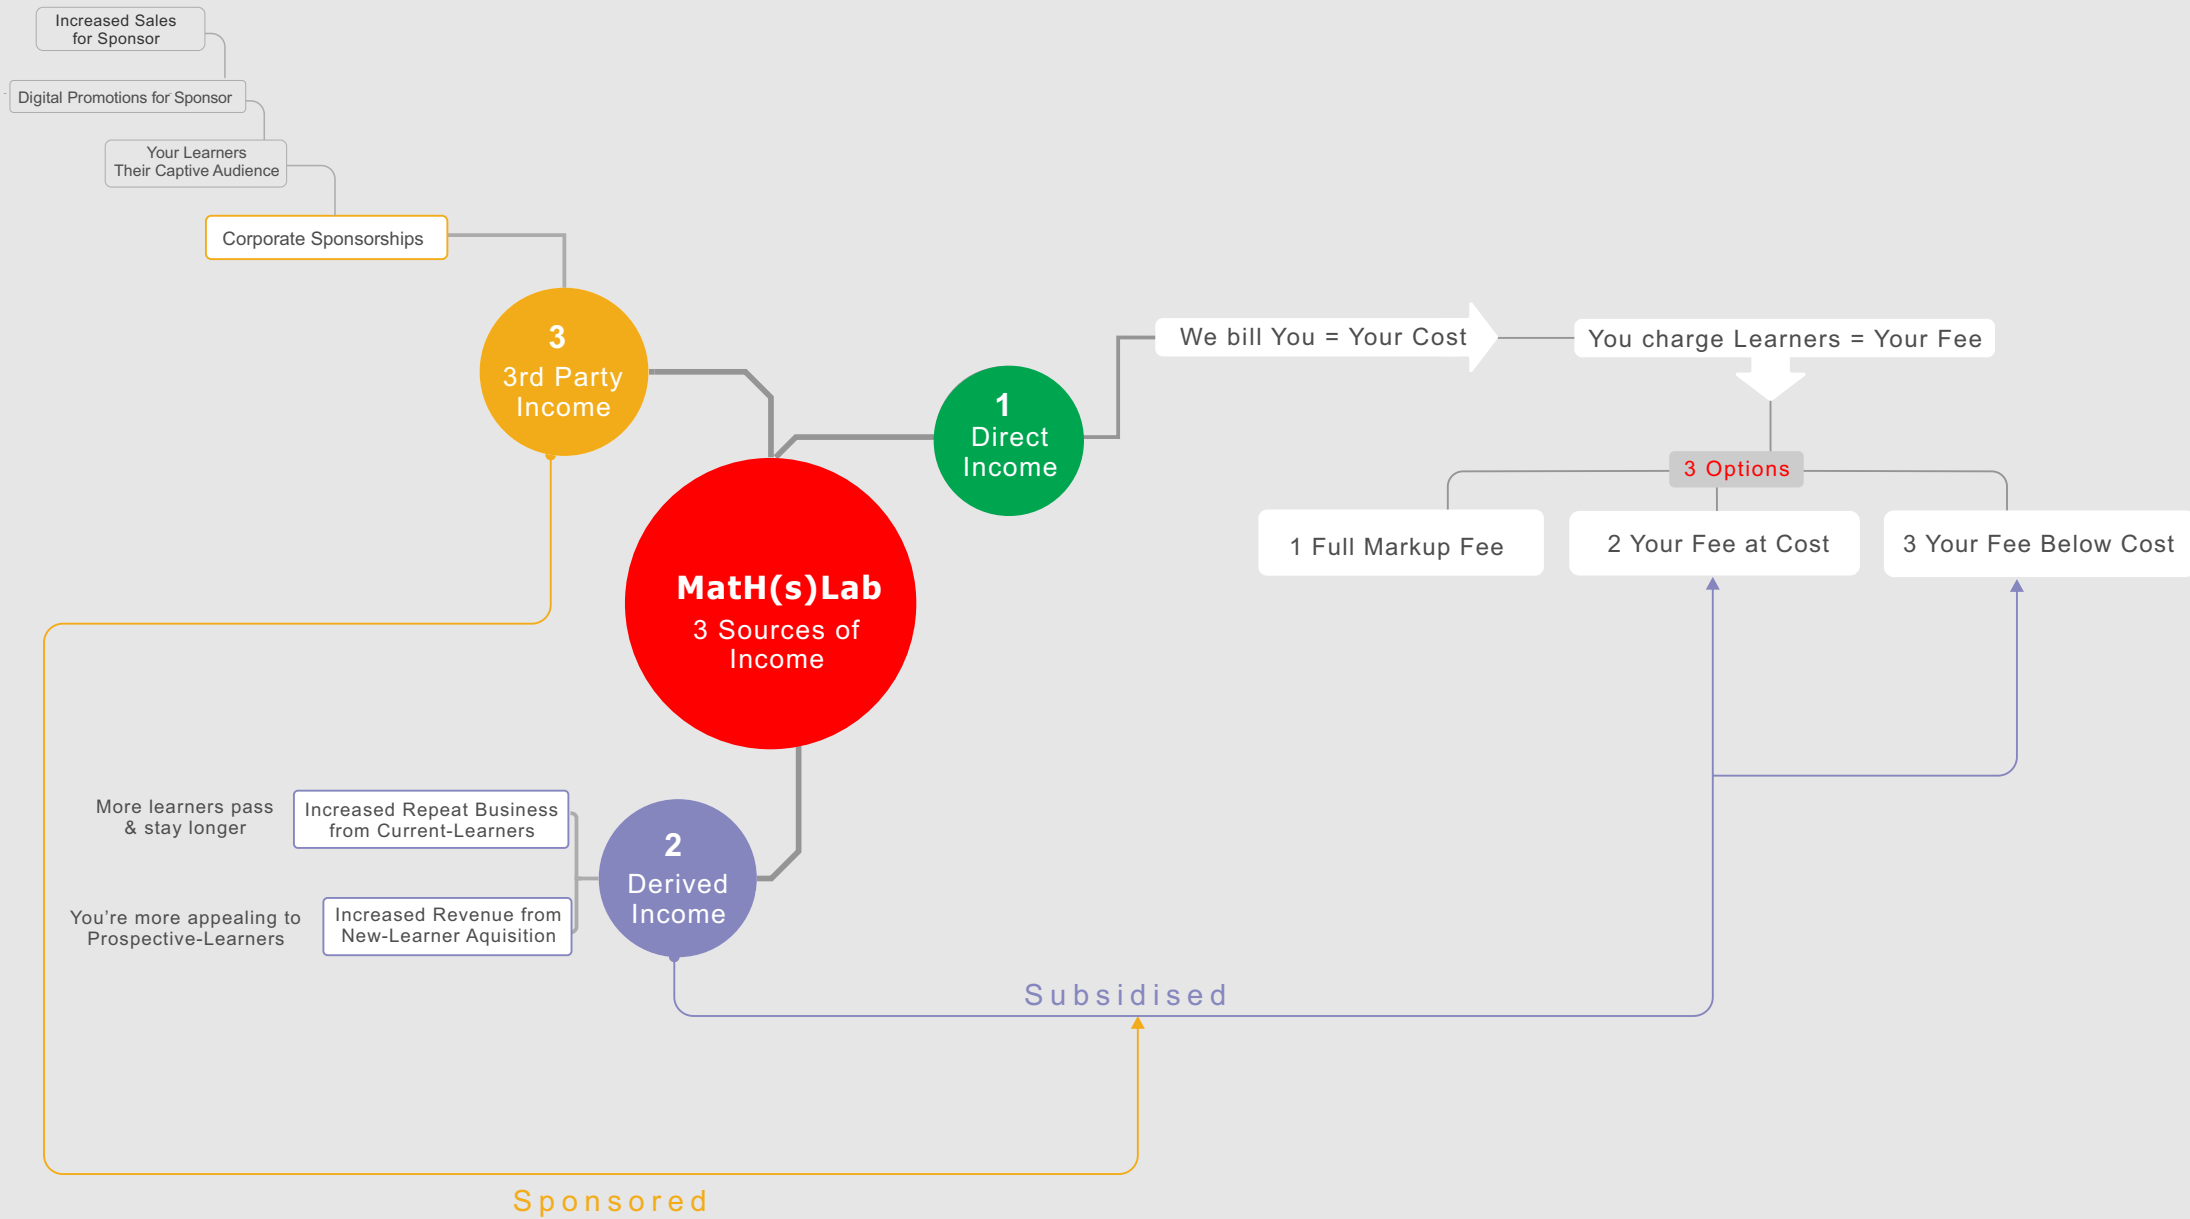 Increased Sales
for Sponsor
Digital Promotions for Sponsor
Your Learners
Their Captive Audience
Corporate Sponsorships
3
3rd Party
Income
1
Direct
Income
We bill You = Your Cost
You charge Learners = Your Fee
3 Options
1 Full Markup Fee
2 Your Fee at Cost
3 Your Fee Below Cost
MatH(s)Lab
3 Sources of
Income
More learners pass
& stay longer
Increased Repeat Business
from Current-Learners
2
Derived
Income
You’re more appealing to
Prospective-Learners
Increased Revenue from
New-Learner Aquisition
Subsidised
Sponsored